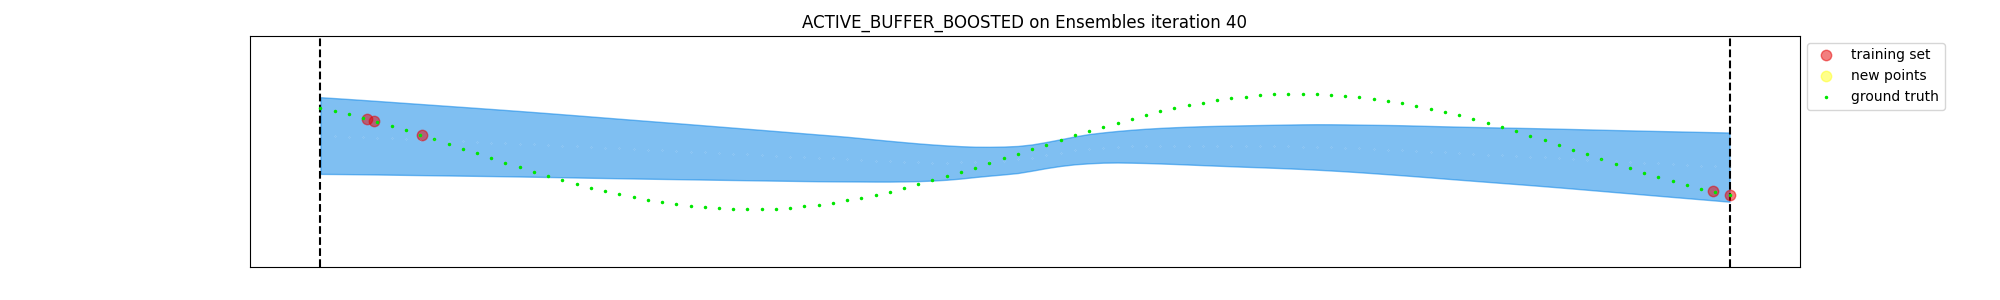 ACTIVE_BUFFER_BOOSTED on Ensembles iteration 40
training set
new points
ground truth